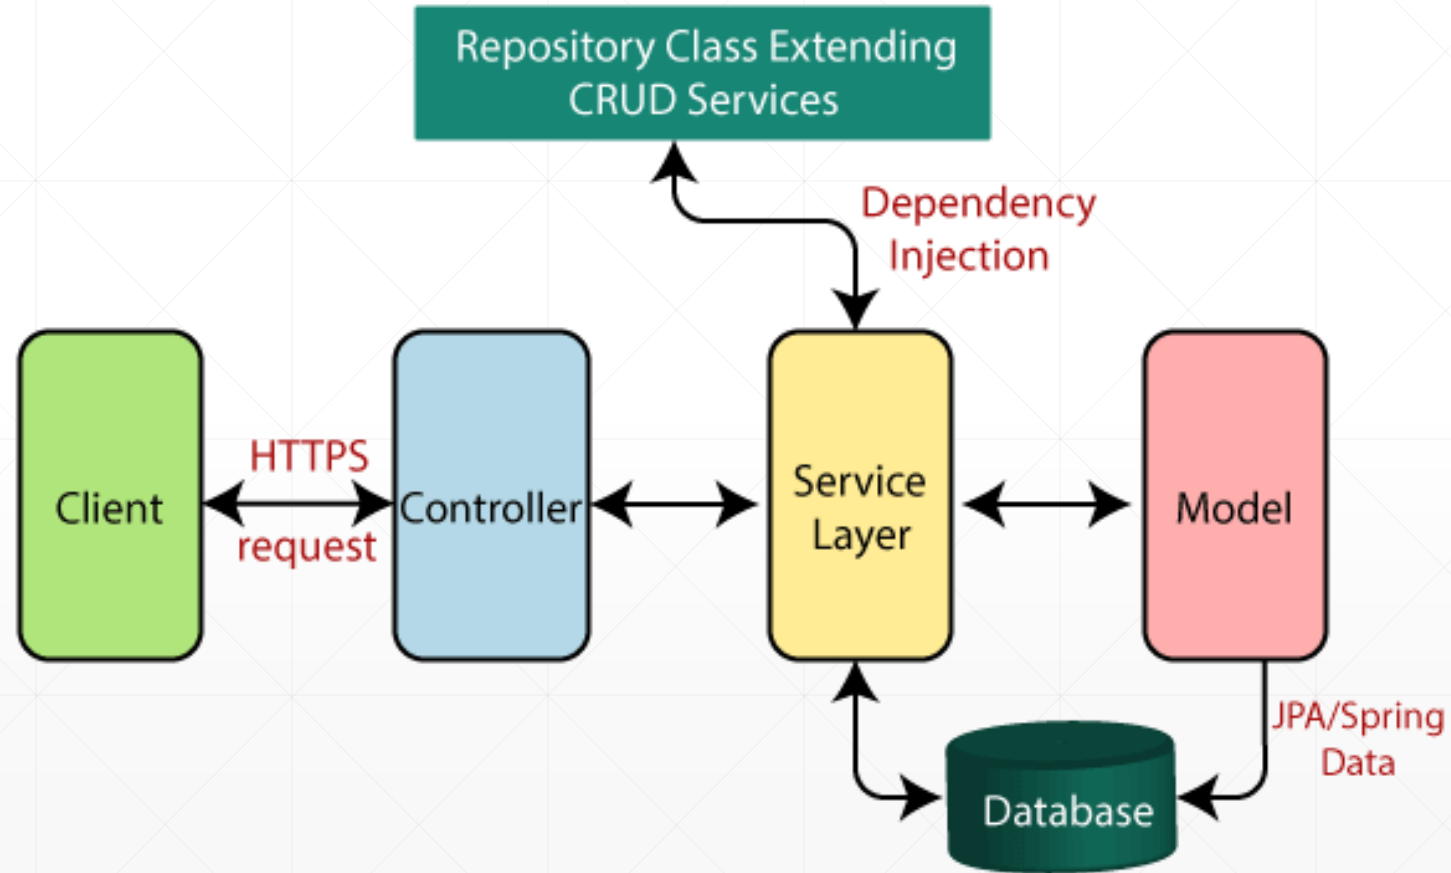 Repository Class Extending
CRUD Services
Dependency
Injection
HTTPS
request
Client
Controller
Service
Layer
Model
JPA/Spring
Data
Database